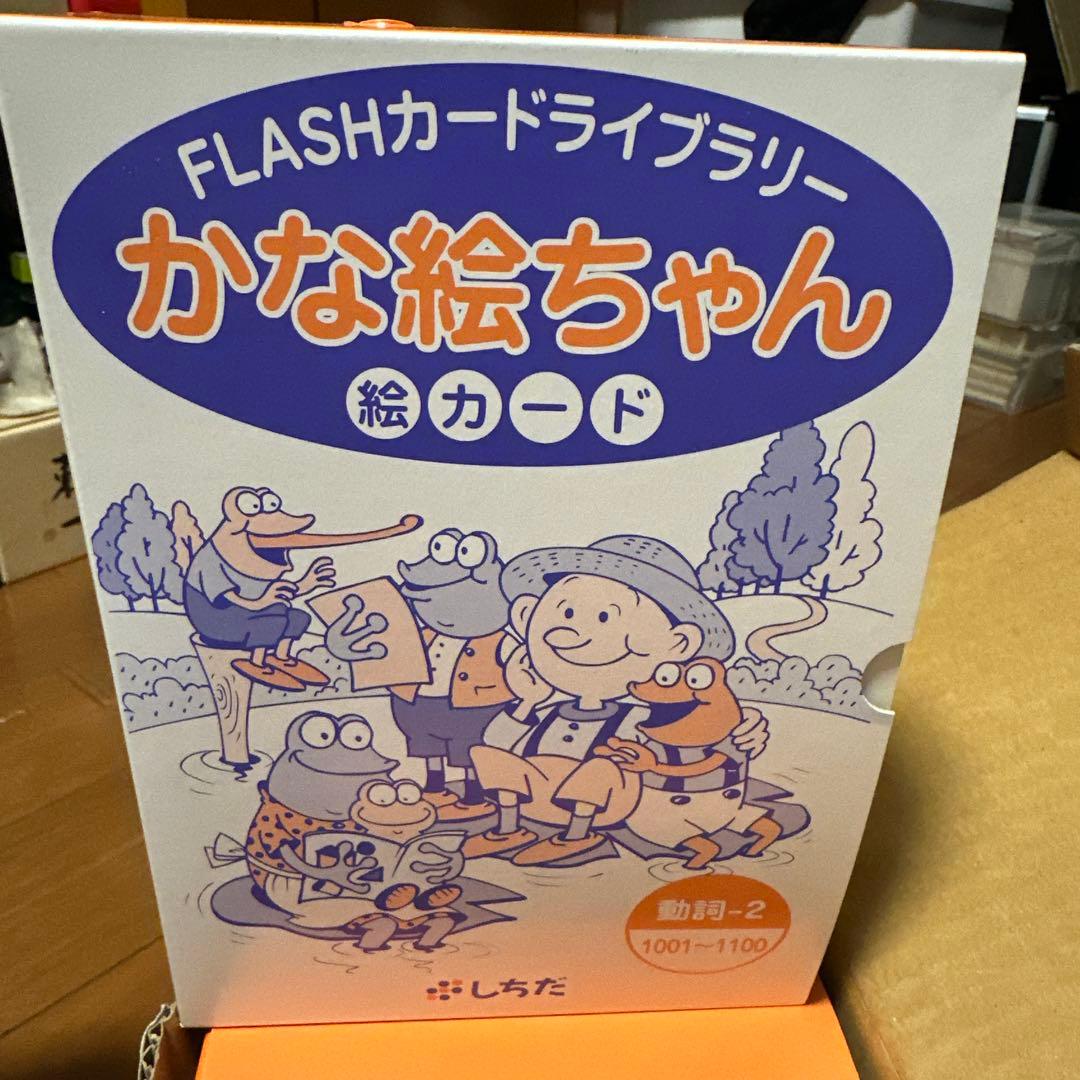 FLASHカードライブラリー
かな絵ちゃん
絵カード
動詞-2
1001~1100
しちだ